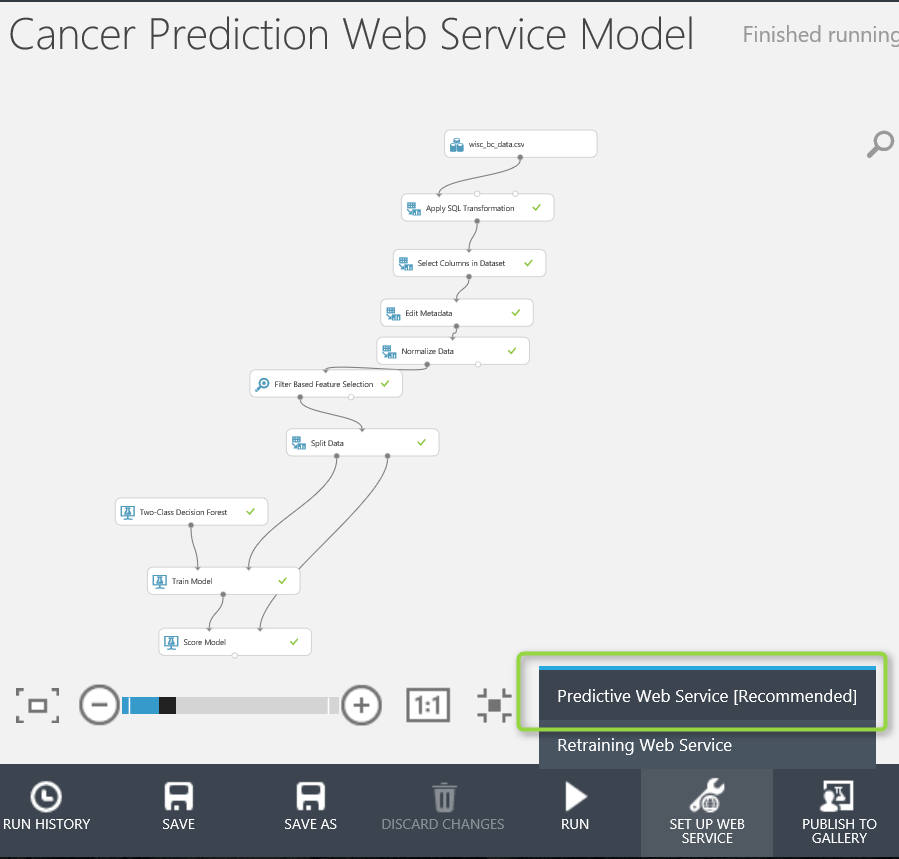 Cancer Prediction Web Service Model
Finished running
wisc_bc_data.csv
Apply SQL Transformation
Select Columns in Dataset
Edit Metadata
Normalize Data
Filter Based Feature Selection
Split Data
Two-Class Decision Forest
Train Model
Score Model
1:1
Predictive Web Service [Recommended]
Retraining Web Service
RUN HISTORY
SAVE
SAVE AS
DISCARD CHANGES
RUN
SET UP WEB
SERVICE
PUBLISH TO
GALLERY